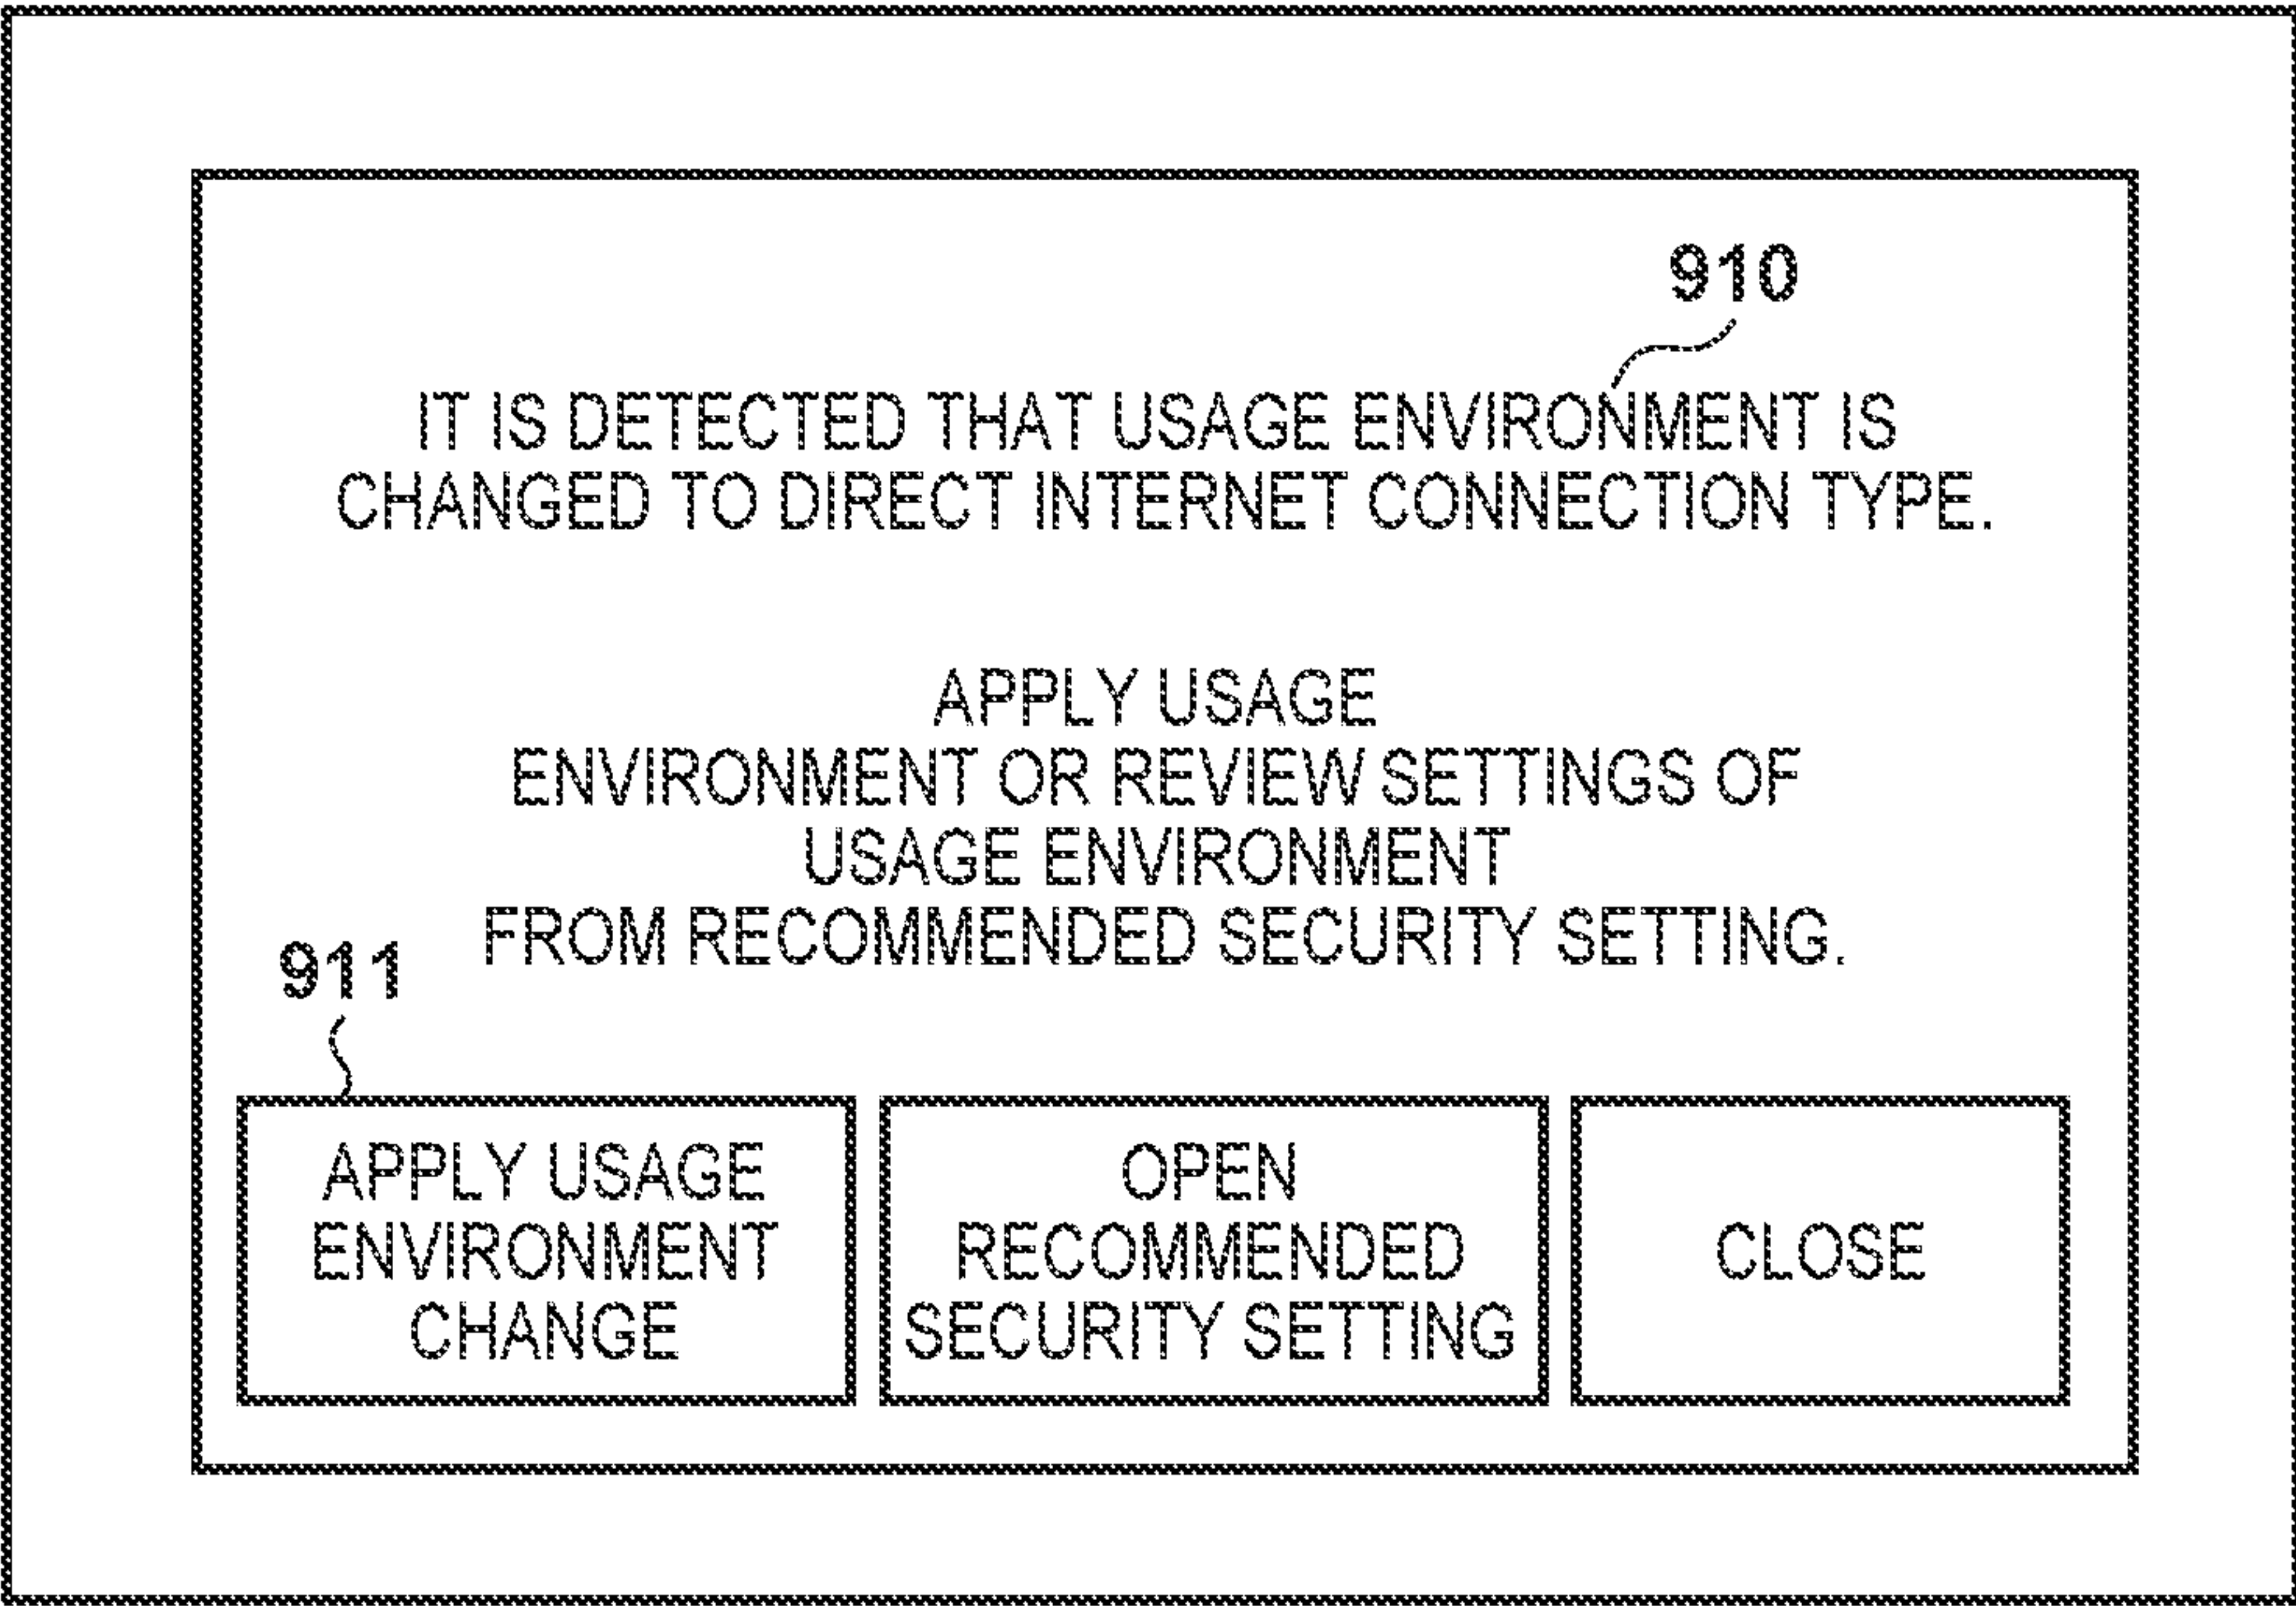 910
IT IS DETECTED THAT USAGE ENVIRONMENT IS
CHANGED TO DIRECT INTERNET CONNECTION TYPE.
APPLY USAGE
ENVIRONMENT OR REVIEW SETTINGS OF
USAGE ENVIRONMENT
FROM RECOMMENDED SECURITY SETTING.
911
APPLY USAGE
ENVIRONMENT
CHANGE
OPEN
RECOMMENDED
SECURITY SETTING
CLOSE